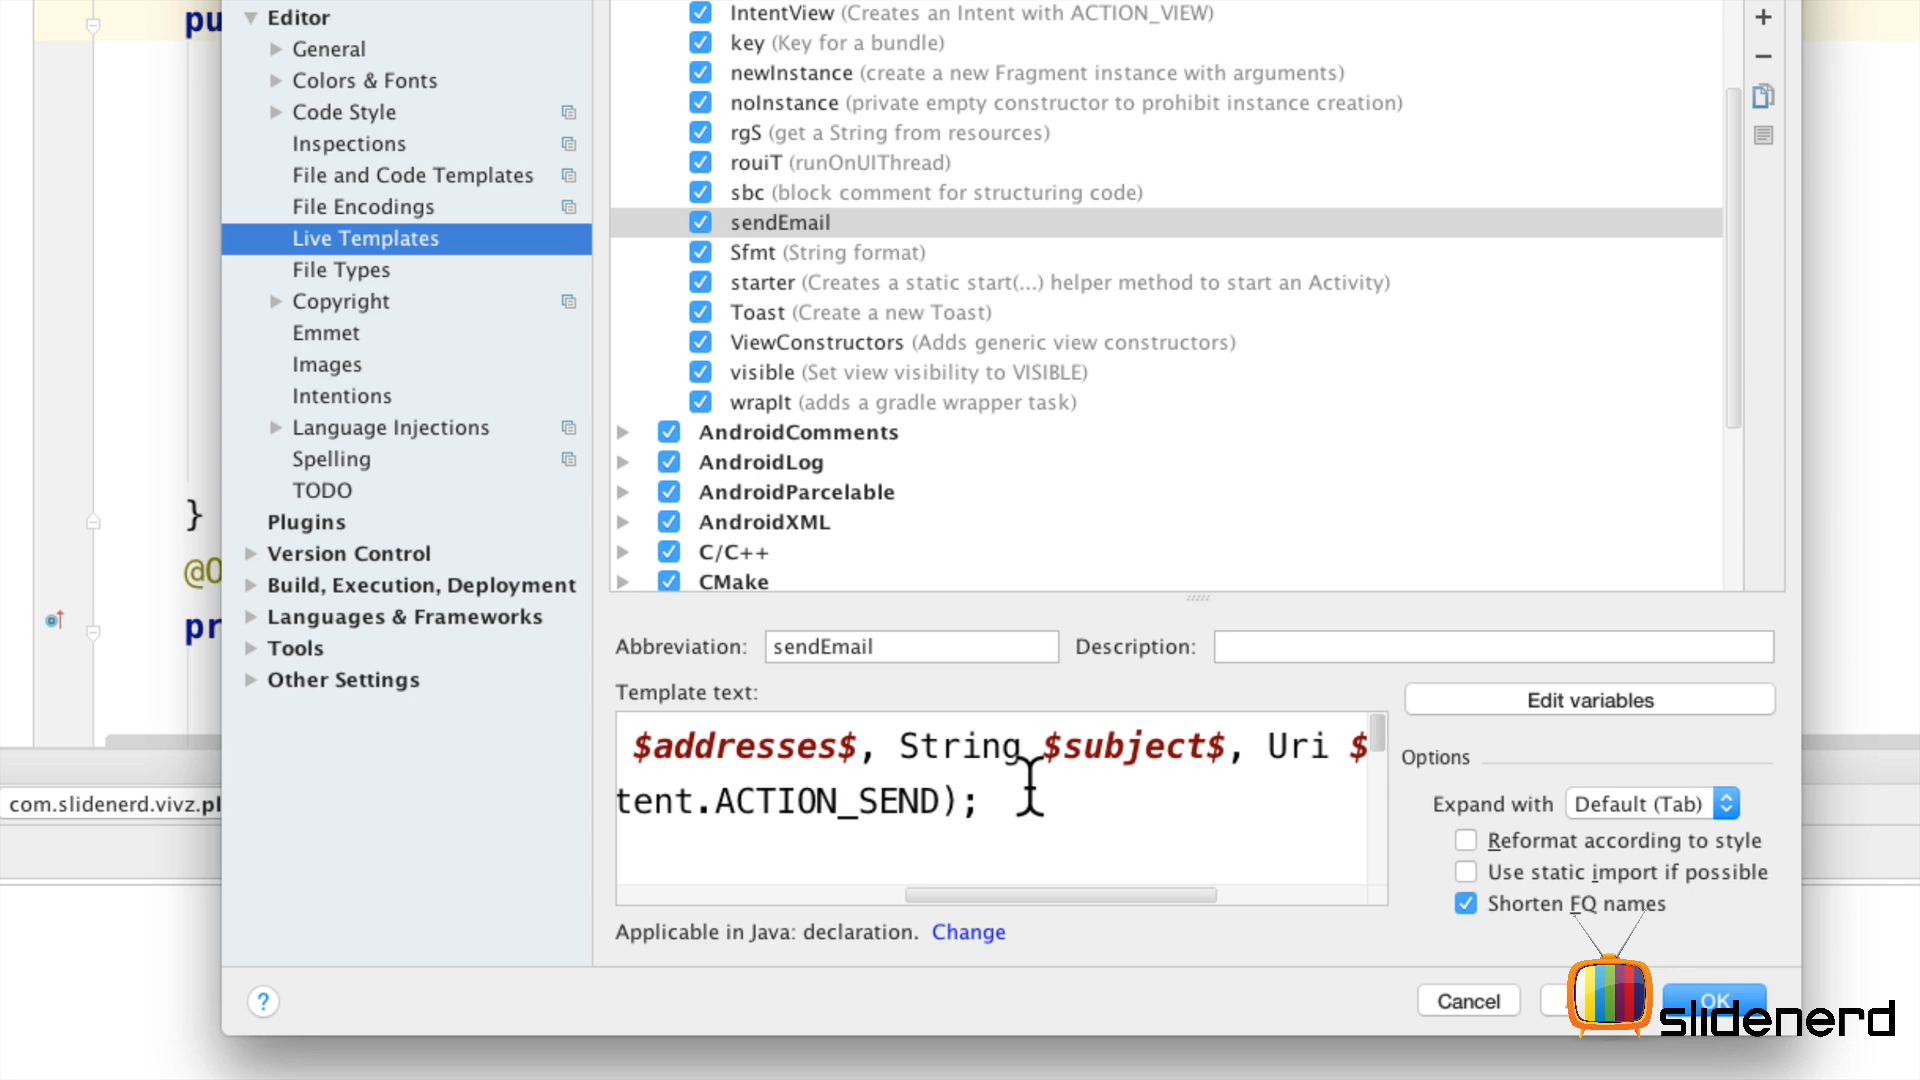 pu
Editor
General
Colors & Fonts
Code Style
Inspections
File and Code Templates
File Encodings
Live Templates
File Types
Copyright
Emmet
Images
Intentions
Language Injections
Spelling
TODO
Plugins
Version Control
Build, Execution, Deployment
Languages & Frameworks
Tools
Other Settings
}
@O
pr
com.slidenerd.vivz.pl
IntentView (Creates an Intent with ACTION_VIEW)
key (Key for a bundle)
newInstance (create a new Fragment instance with arguments)
noInstance (private empty constructor to prohibit instance creation)
rgS (get a String from resources)
rouiT (runOnUIThread)
sbc (block comment for structuring code)
sendEmail
Sfmt (String format)
starter (Creates a static start(...) helper method to start an Activity)
Toast (Create a new Toast)
ViewConstructors (Adds generic view constructors)
visible (Set view visibility to VISIBLE)
wrapIt (adds a gradle wrapper task)
AndroidComments
AndroidLog
AndroidParcelable
AndroidXML
C/C++
CMake
Abbreviation: sendEmail Description:
Template text:
Edit variables
$addresses$, String $subject$, Uri $
tent.ACTION_SEND);
Options
Expand with Default (Tab)
Reformat according to style
Use static import if possible
Shorten FQ names
Applicable in Java: declaration. Change
?
Cancel
OK
slidenerd